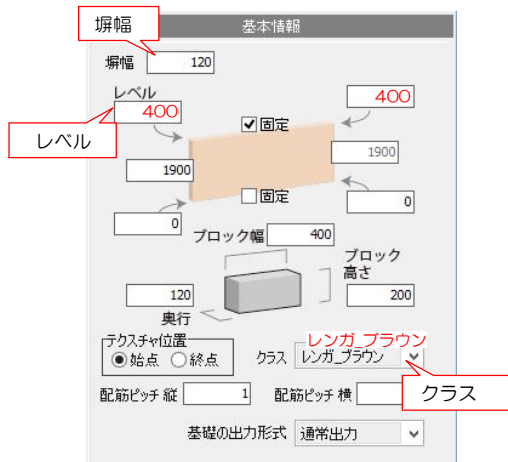 塀幅
基本情報
塀幅 120
レベル
400
400
固定
レベル
1900
1900
固定
0
0
ブロック幅 400
ブロック
高さ
120
200
奥行
テクスチャ位置
レンガ_ブラウン
始点 終点
クラス レンガ_ブラウン
配筋ピッチ 縦 1 配筋ピッチ 横
クラス
基礎の出力形式 通常出力